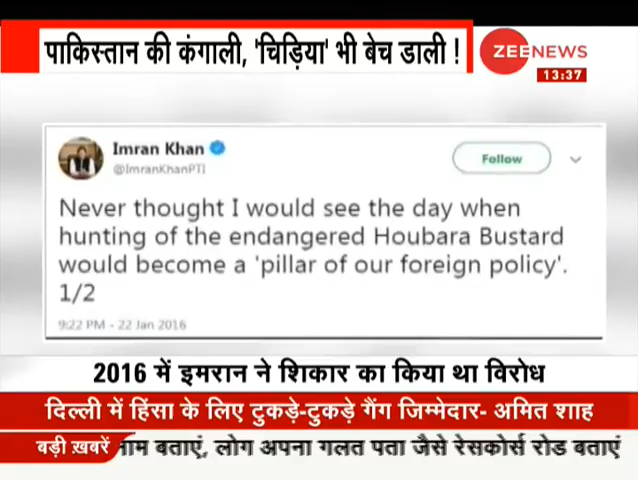 पाकिस्तान की कंगाली, 'चिड़िया' भी बेच डाली !
ZEENEWS
13:37
Imran Khan
@ImranKhanPTI
Follow
Never thought I would see the day when
hunting of the endangered Houbara Bustard
would become a 'pillar of our foreign policy'.
1/2
9:22 PM - 22 Jan 2016
2016 में इमरान ने शिकार का किया था विरोध
दिल्ली में हिंसा के लिए टुकड़े-टुकड़े गैंग जिम्मेदार- अमित शाह
बड़ी ख़बरें
नाम बताएं, लोग अपना गलत पता जैसे रेसकोर्स रोड बताएं